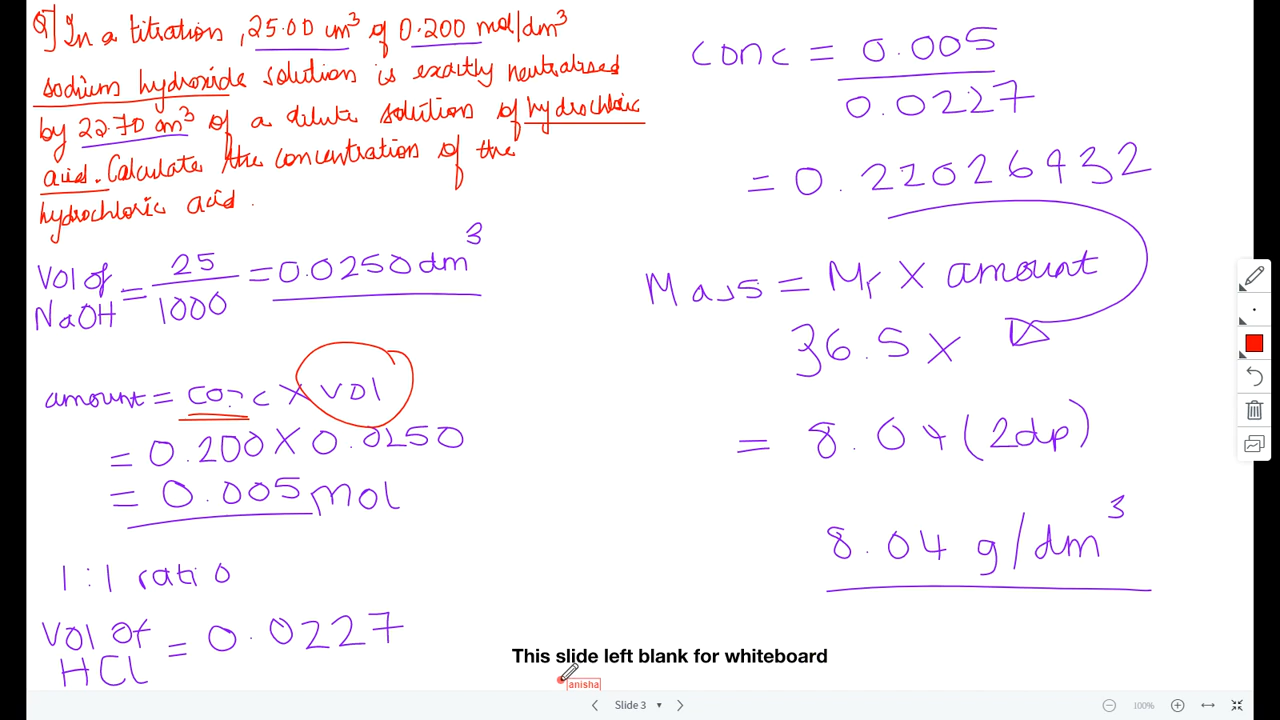 Q] In a titration, 25.00 cm³ of 0.200 mol/dm³
sodium hydroxide solution is exactly neutralised
by 22.70 cm³ of a dilute solution of hydrochloric
acid. Calculate the concentration of the
hydrochloric acid.
Vol of NaOH = 25/1000 = 0.0250 dm³
amount = conc × vol
= 0.200 × 0.0250
= 0.005 mol
1:1 ratio
Vol of HCl = 0.0227
conc = 0.005/0.0227
= 0.22026432
Mass = Mr × amount
36.5 ×
= 8.04 (2dp)
8.04 g/dm³
This slide left blank for whiteboard
anisha
Slide 3
100%